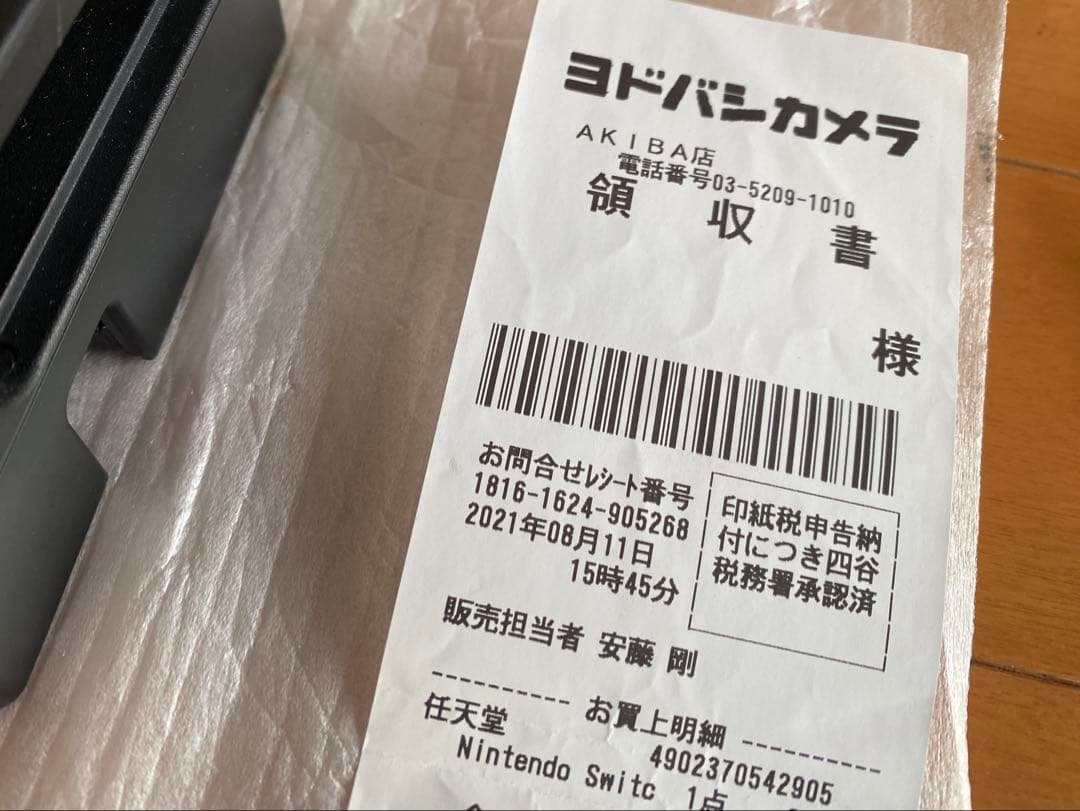 ヨドバシカメラ
AKIBA店
電話番号03-5209-1010
領収書
様
お問合せﾚｼｰﾄ番号
1816-1624-905268
2021年08月11日
15時45分
印紙税申告納
付につき四谷
税務署承認済
販売担当者 安藤 剛
---------- お買上明細 ----------
任天堂 4902370542905
Nintendo Switc 1点